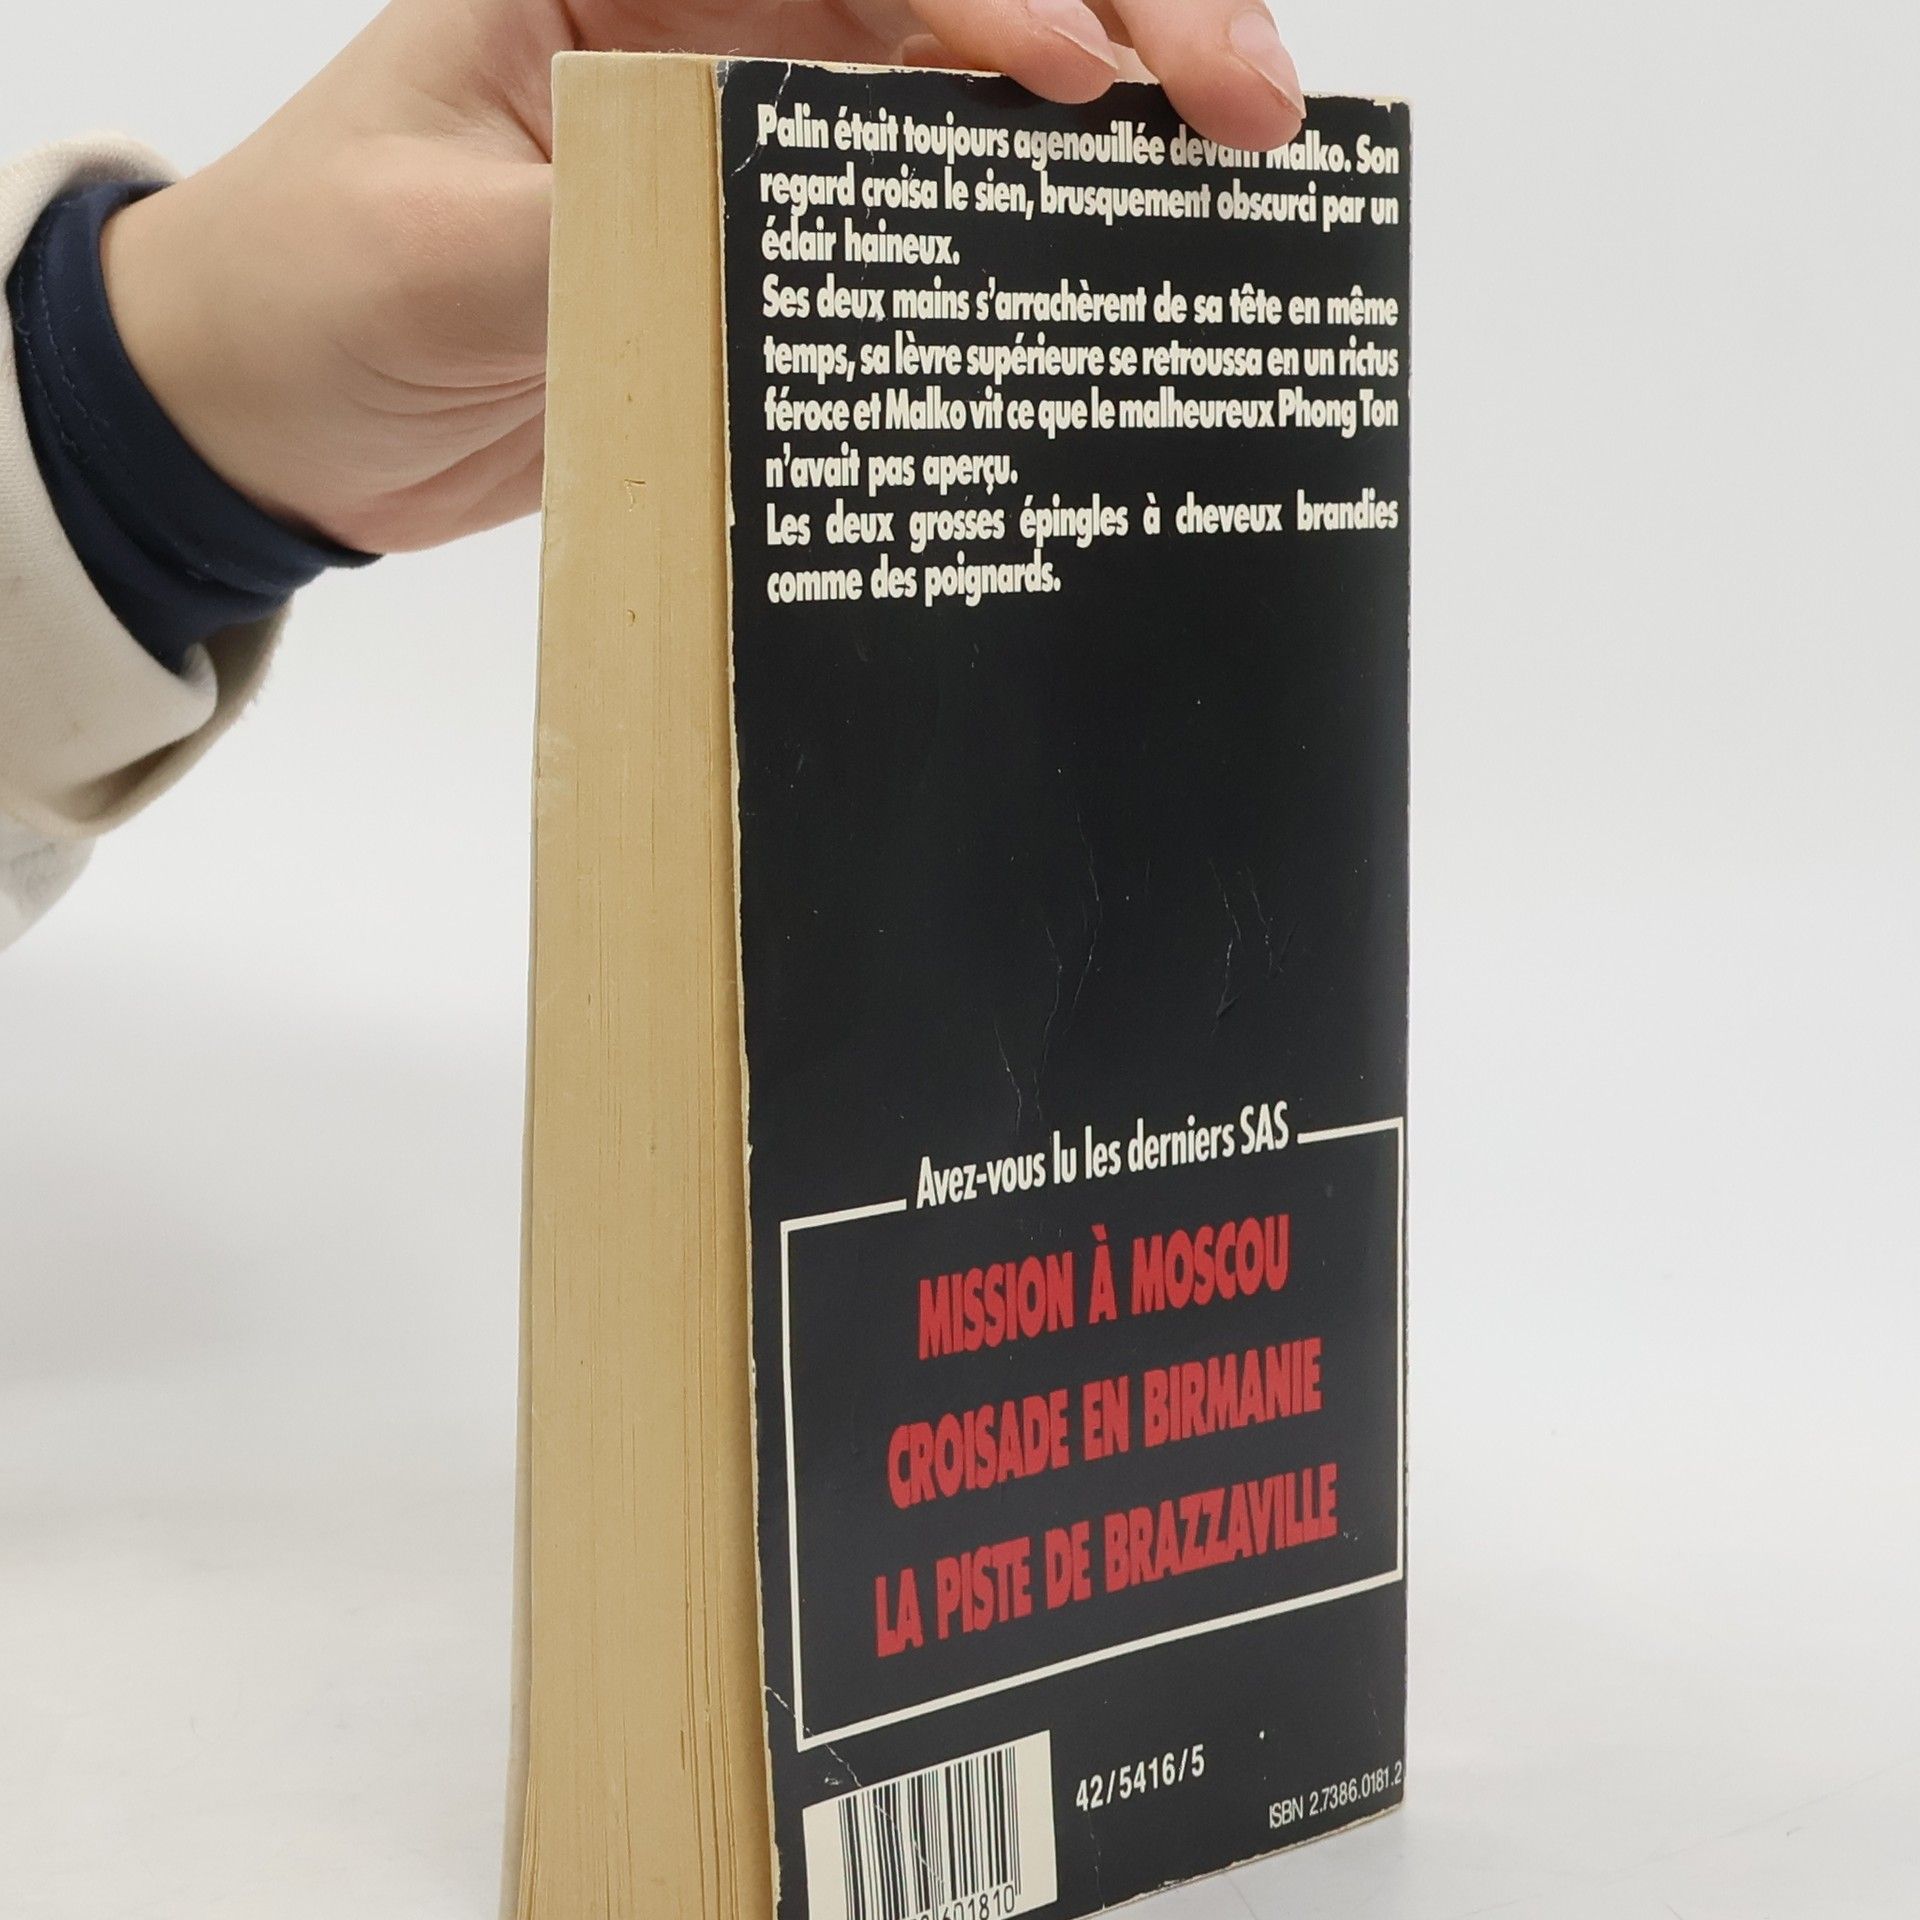 Palin était toujours agenouillée devant Malko. Son
regard croisa le sien, brusquement obscurci par un
éclair haineux.
Ses deux mains s'arrachèrent de sa tête en même
temps, sa lèvre supérieure se retroussa en un rictus
féroce et Malko vit ce que le malheureux Phong Ton
n'avait pas aperçu.
Les deux grosses épingles à cheveux brandies
comme des poignards.
Avez-vous lu les derniers SAS
MISSION À MOSCOU
CROISADE EN BIRMANIE
LA PISTE DE BRAZZAVILLE
42/5416/5
ISBN 2.7386.0181.2
601810